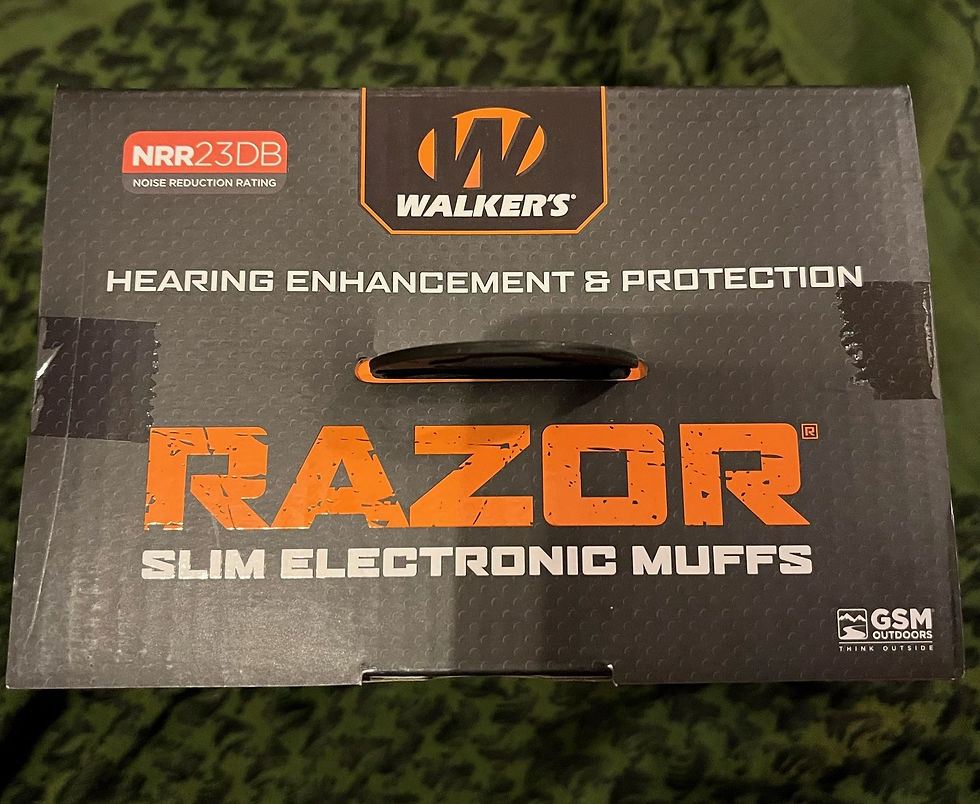 NRR23DB
NOISE REDUCTION RATING
W
WALKER'S®
HEARING ENHANCEMENT & PROTECTION
RAZOR®
SLIM ELECTRONIC MUFFS
GSM
OUTDOORS
THINK OUTSIDE